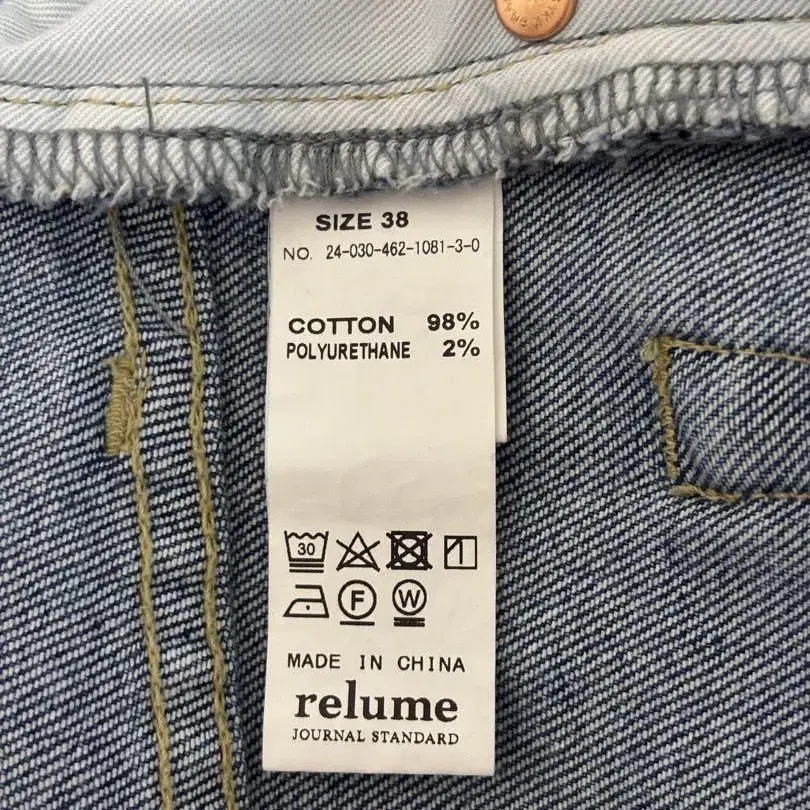 SIZE 38
NO. 24-030-462-1081-3-0
COTTON 98%
POLYURETHANE 2%
30
F
W
MADE IN CHINA
relume
JOURNAL STANDARD